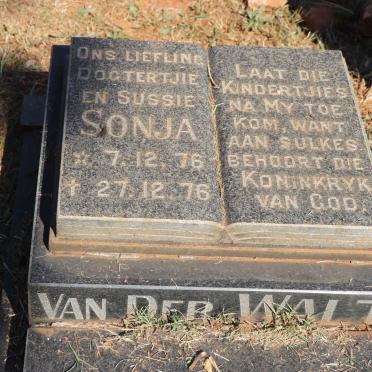 Ons Liefling
Dogtertjie
en Sussie
Sonja
☆ 7.12.76
✝ 27.12.76
Laat die
Kindertjies
na My toe
kom, want
aan sulkes
behoort die
Koninkryk
van God.
Van Der Walt